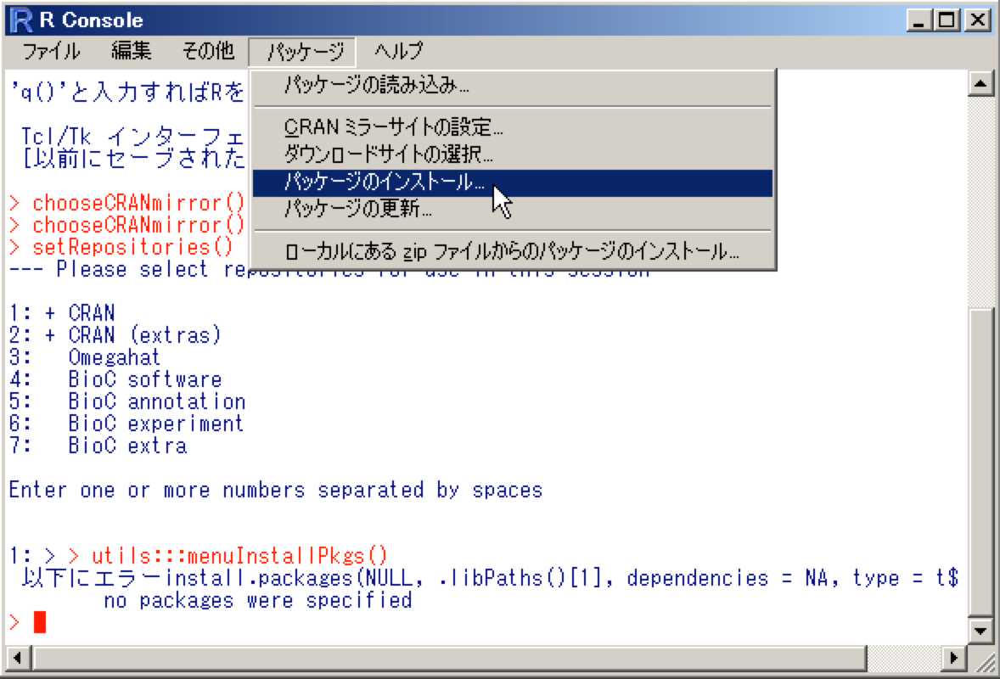 R Console
ファイル 編集 その他 パッケージ ヘルプ
パッケージの読み込み...
CRAN ミラーサイトの設定...
ダウンロードサイトの選択...
パッケージのインストール...
パッケージの更新...
ローカルにある zip ファイルからのパッケージのインストール...
'q()'と入力すればRを
Tcl/Tk インターフェ
[以前にセーブされた
> chooseCRANmirror()
> chooseCRANmirror()
> setRepositories()
--- Please select repositories for use in this session
1: + CRAN
2: + CRAN (extras)
3:   Omegahat
4:   BioC software
5:   BioC annotation
6:   BioC experiment
7:   BioC extra
Enter one or more numbers separated by spaces
1: > > utils:::menuInstallPkgs()
以下にエラーinstall.packages(NULL, .libPaths()[1], dependencies = NA, type = t$
no packages were specified
>